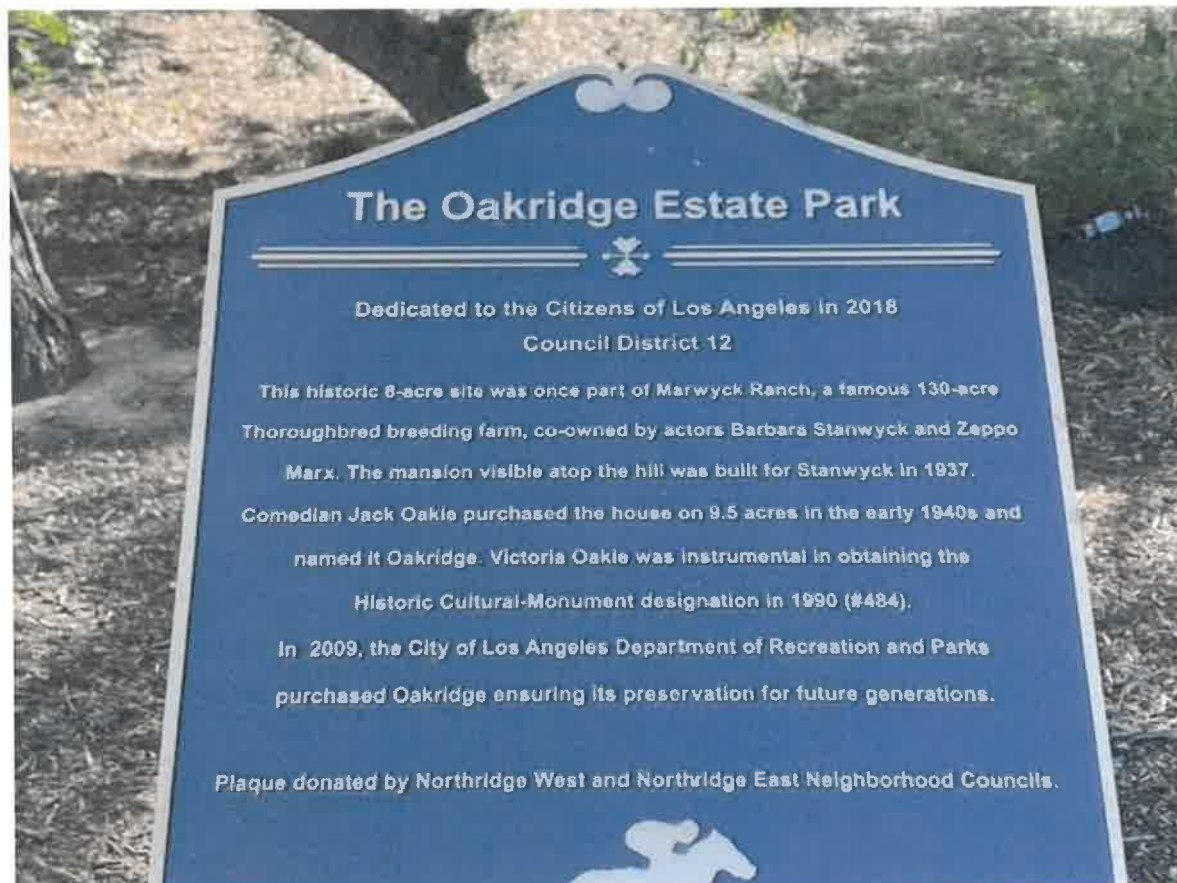 The Oakridge Estate Park
Dedicated to the Citizens of Los Angeles in 2018
Council District 12
This historic 8-acre site was once part of Marwyck Ranch, a famous 130-acre
Thoroughbred breeding farm, co-owned by actors Barbara Stanwyck and Zeppo
Marx. The mansion visible atop the hill was built for Stanwyck in 1937.
Comedian Jack Oakie purchased the house on 9.5 acres in the early 1940s and
named it Oakridge. Victoria Oakie was instrumental in obtaining the
Historic Cultural-Monument designation in 1990 (#484).
In 2009, the City of Los Angeles Department of Recreation and Parks
purchased Oakridge ensuring its preservation for future generations.
Plaque donated by Northridge West and Northridge East Neighborhood Councils.